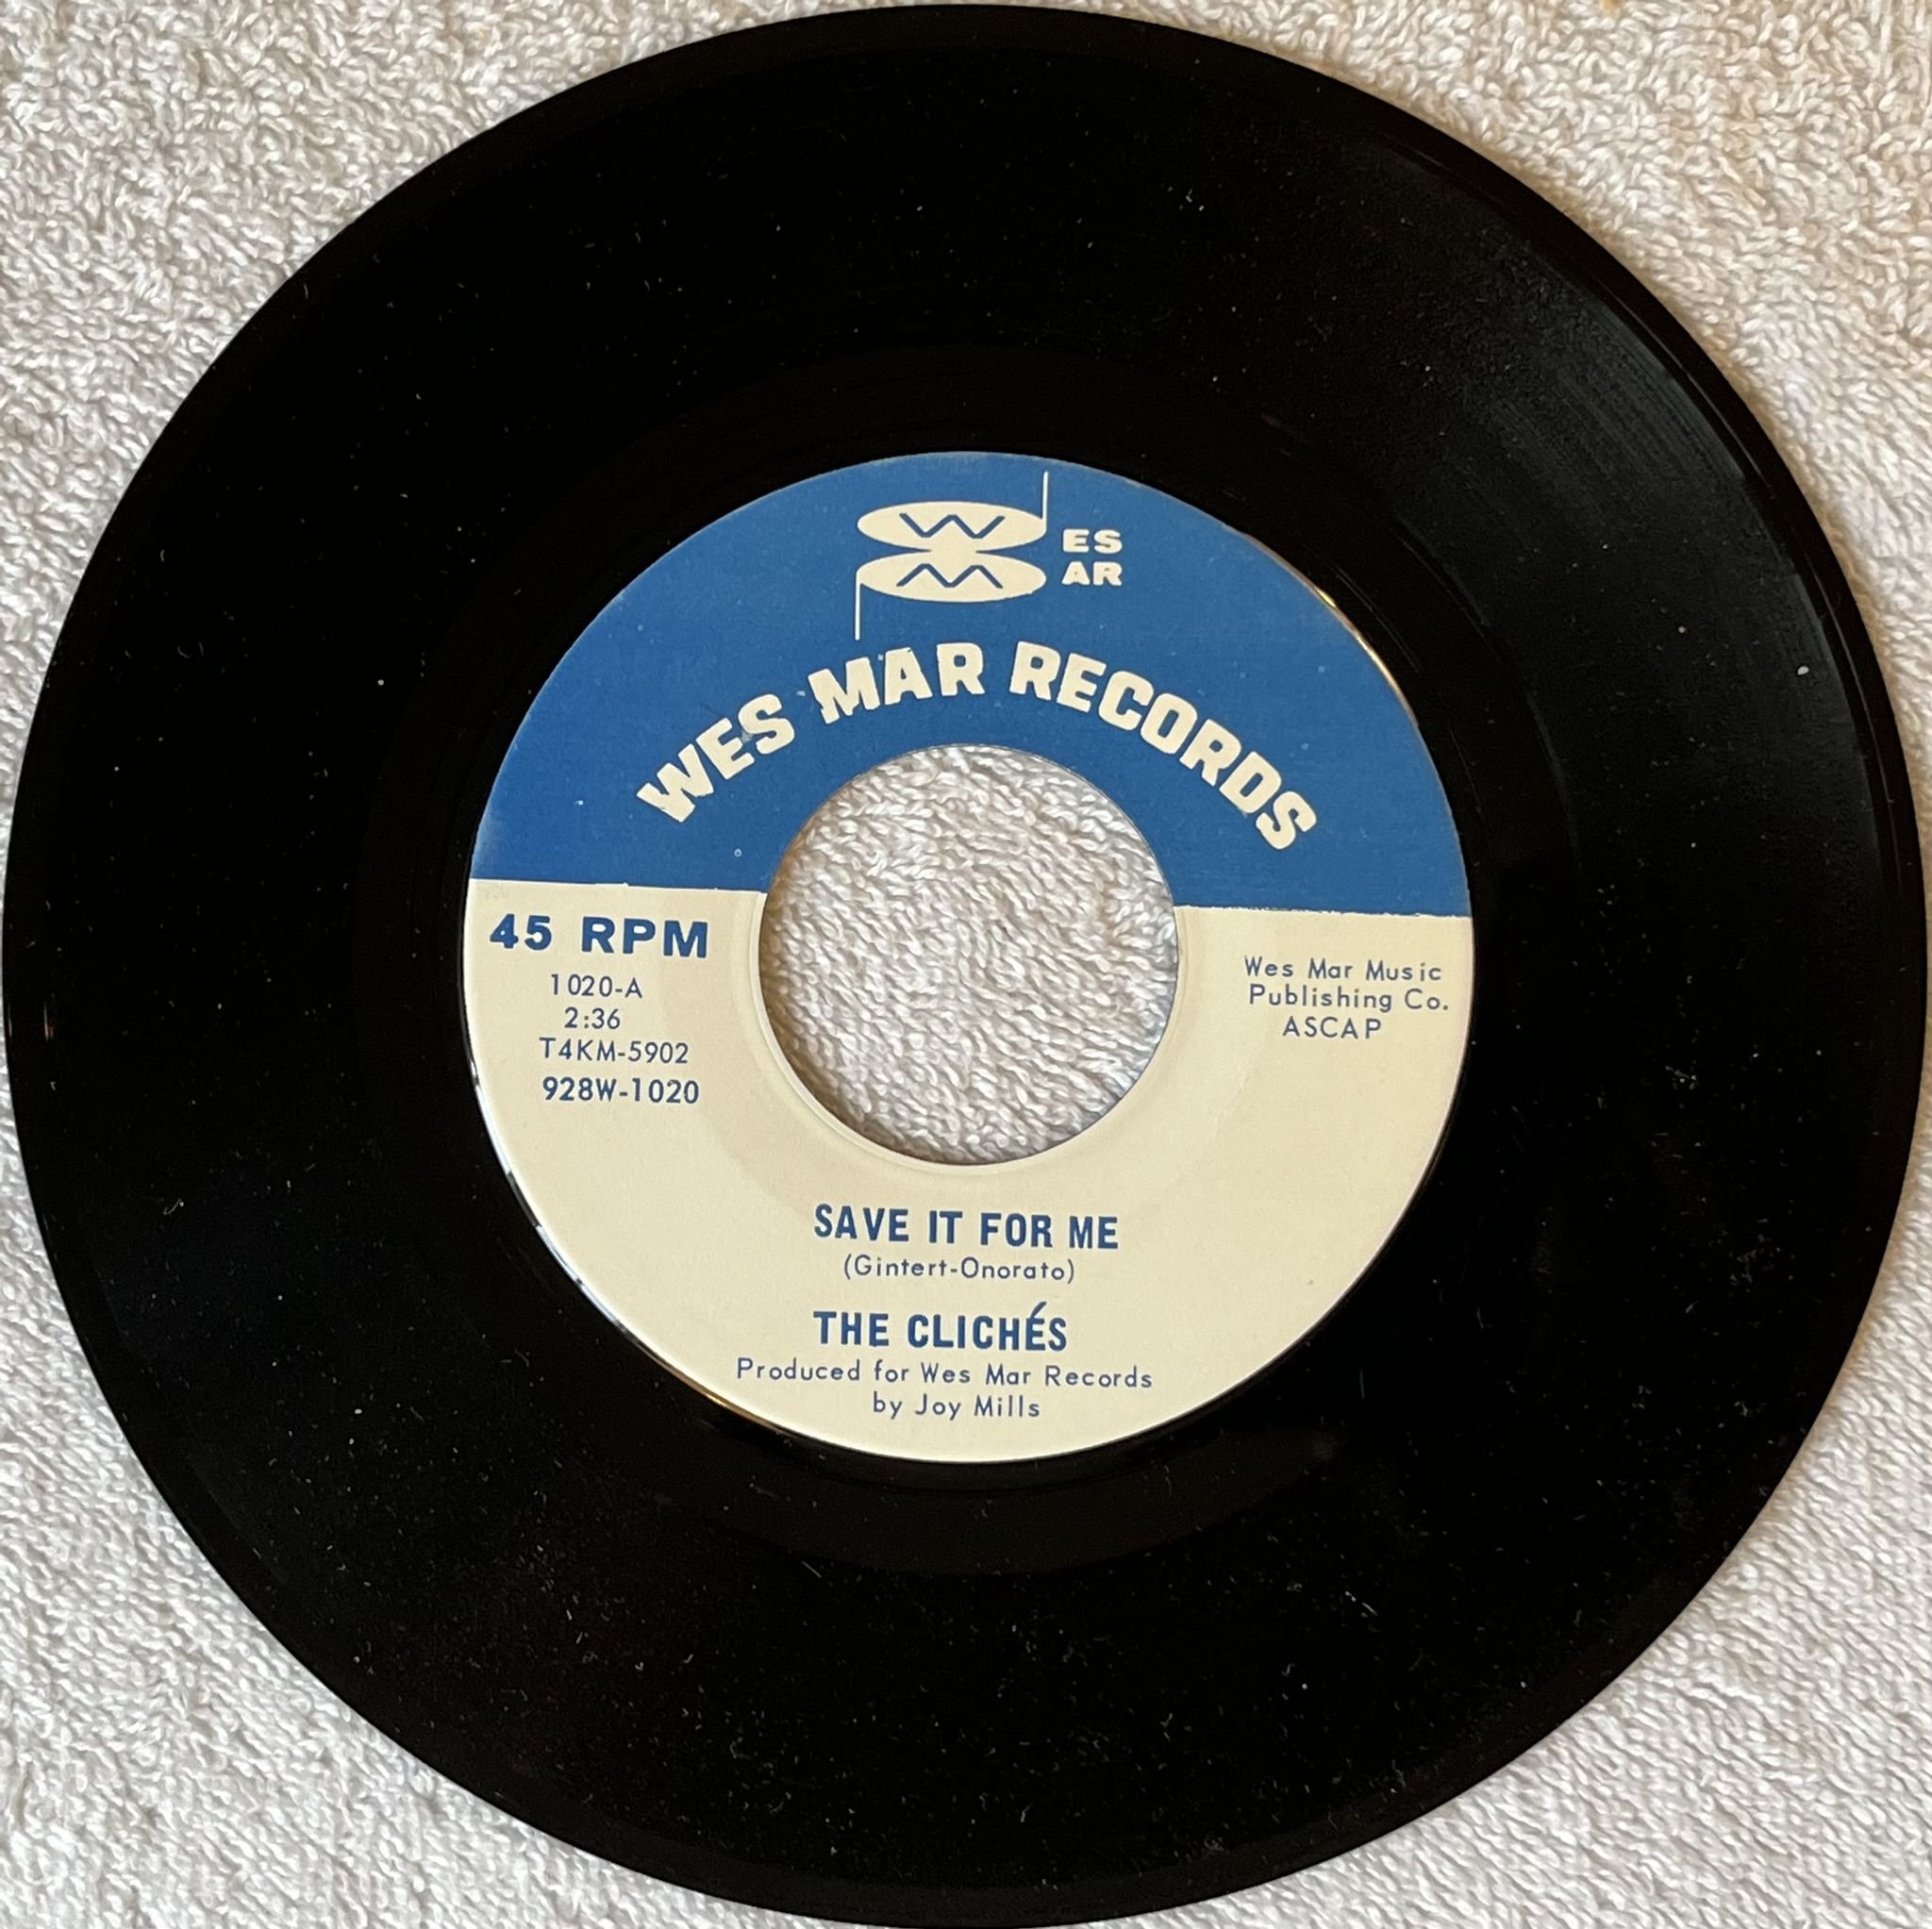 W ES
M AR
WES MAR RECORDS
45 RPM
1020-A
2:36
T4KM-5902
928W-1020
Wes Mar Music
Publishing Co.
ASCAP
SAVE IT FOR ME
(Gintert-Onorato)
THE CLICHÉS
Produced for Wes Mar Records
by Joy Mills